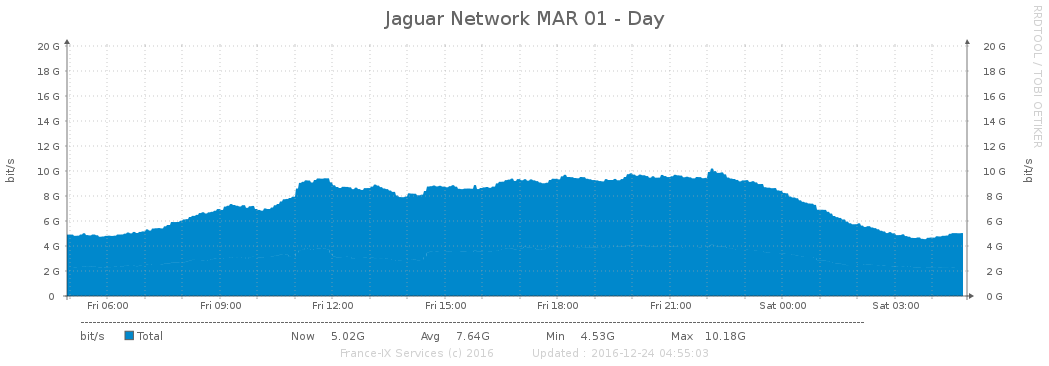 Jaguar Network MAR 01 - Day
RRDTOOL / TOBI OETIKER
bit/s
20 G 20 G
18 G 18 G
16 G 16 G
14 G 14 G
12 G 12 G
10 G 10 G
8 G 8 G
6 G 6 G
4 G 4 G
2 G 2 G
0 0 G
bit/s
Fri 06:00 Fri 09:00 Fri 12:00 Fri 15:00 Fri 18:00 Fri 21:00 Sat 00:00 Sat 03:00
bit/s Total Now 5.02G Avg 7.64G Min 4.53G Max 10.18G
France-IX Services (c) 2016 Updated : 2016-12-24 04:55:03